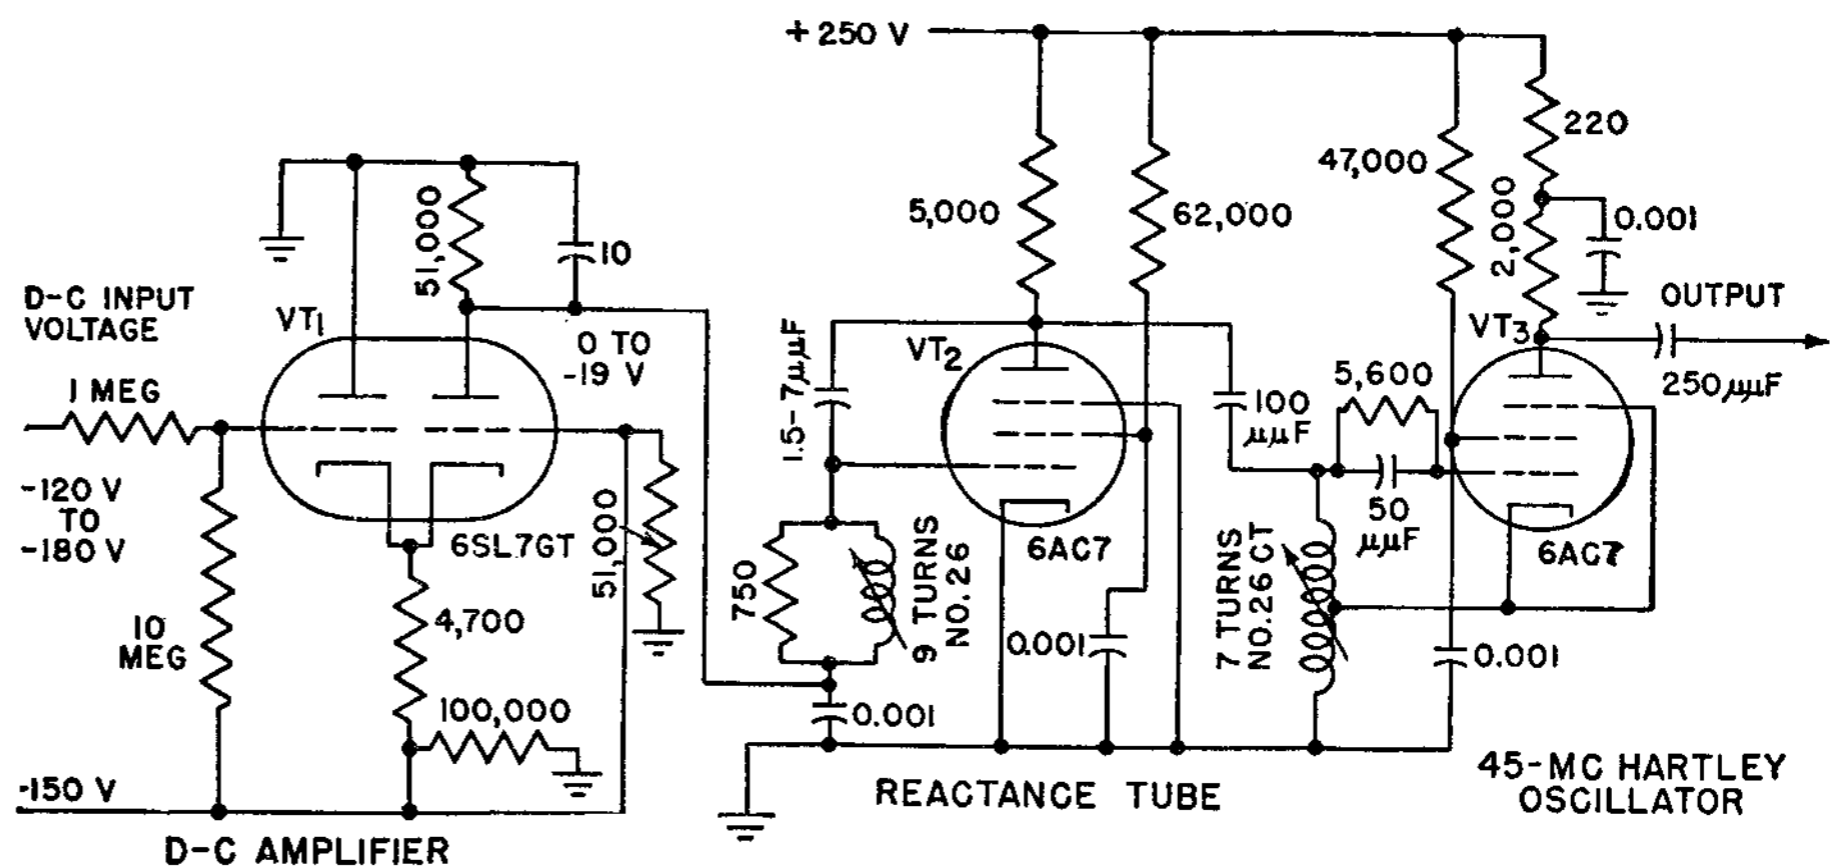 +250 V
220
47,000
2,000
0.001
51,000
10
5,000
62,000
D-C INPUT
VOLTAGE
VT1
0 TO
-19 V
1.5-7μμF
VT2
VT3
OUTPUT
250μμF
1 MEG
5,600
100
μμF
50
μμF
-120 V
TO
-180 V
6SL7GT
51,000
6AC7
6AC7
10
MEG
4,700
750
9 TURNS
NO.26
0.001
7 TURNS
NO.26 CT
0.001
100,000
0.001
-150 V
REACTANCE TUBE
45-MC HARTLEY
OSCILLATOR
D-C AMPLIFIER